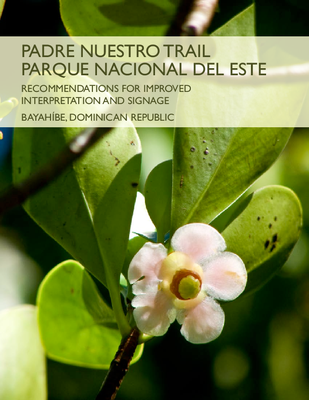 PADRE NUESTRO TRAIL
PARQUE NACIONAL DEL ESTE
RECOMMENDATIONS FOR IMPROVED
INTERPRETATION AND SIGNAGE
BAYAHÍBE, DOMINICAN REPUBLIC